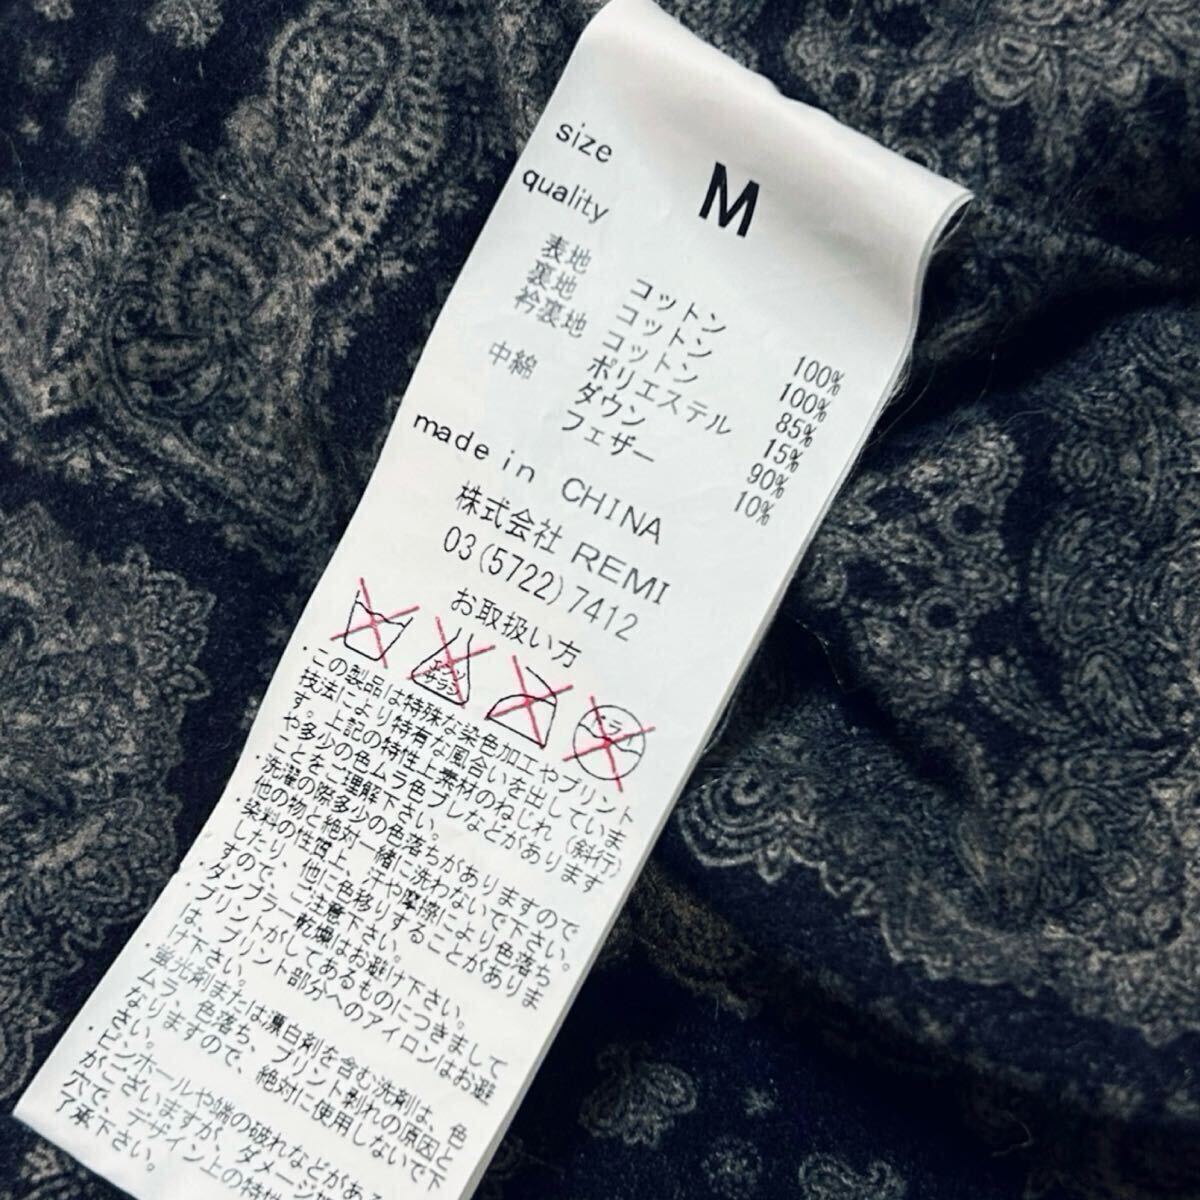 size M
quality
表地 コットン 100%
裏地 コットン 100%
衿裏地 コットン 85%
ポリエステル 15%
中綿 ダウン 90%
フェザー 10%
made in CHINA
株式会社 REMI
03(5722)7412
お取扱い方
エンソ サラシ
ドライ
・この製品は特殊な染色加工やプリント
技法により特有な風合いを出していま
す。上記の特性上素材のねじれ(斜行)
や多少の色ムラ色ブレなどがあります
ことをご理解下さい。
・洗濯の際多少の色落ちがありますので
他の物と絶対一緒に洗わないで下さい。
・染料の性質上、汗や摩擦により色落ち
したり、他に色移りすることがありま
すので、ご注意下さい。
・タンブラー乾燥はお避け下さい。
・プリントがしてあるものにつきまして
は、プリント部分へのアイロンはお避
け下さい。
・蛍光剤または漂白剤を含む洗剤は、色
ムラ、色落ち、プリント剥れの原因と
なりますので、絶対に使用しないで下
さい。
・ピンホールや端の破れなどがある
がございますが、ダメージ
穴で、デザイン上の特性
了承下さい。